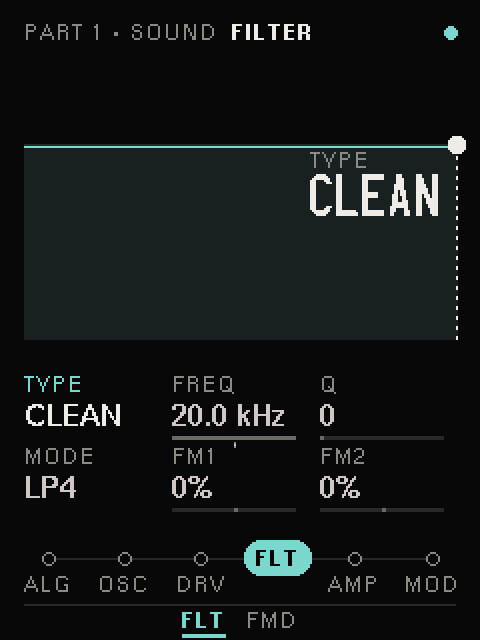 PART 1 • SOUND FILTER
TYPE
CLEAN
TYPE FREQ Q
CLEAN 20.0 kHz 0
MODE FM1 FM2
LP4 0% 0%
FLT
ALG OSC DRV AMP MOD
FLT FMD